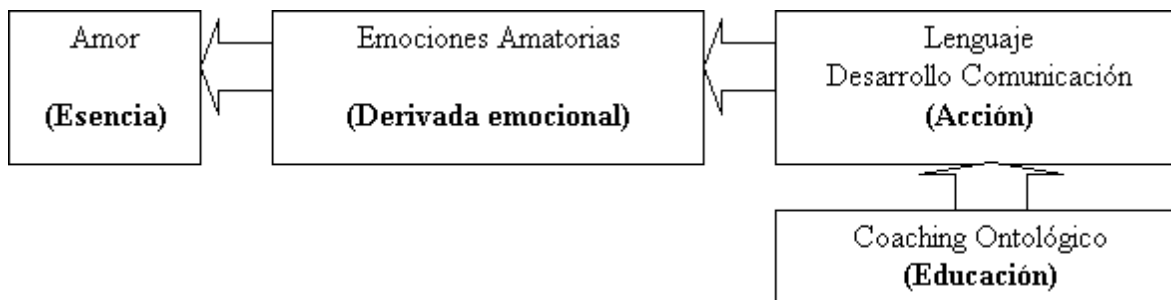 Amor
(Esencia)
Emociones Amatorias
(Derivada emocional)
Lenguaje
Desarrollo Comunicación
(Acción)
Coaching Ontológico
(Educación)